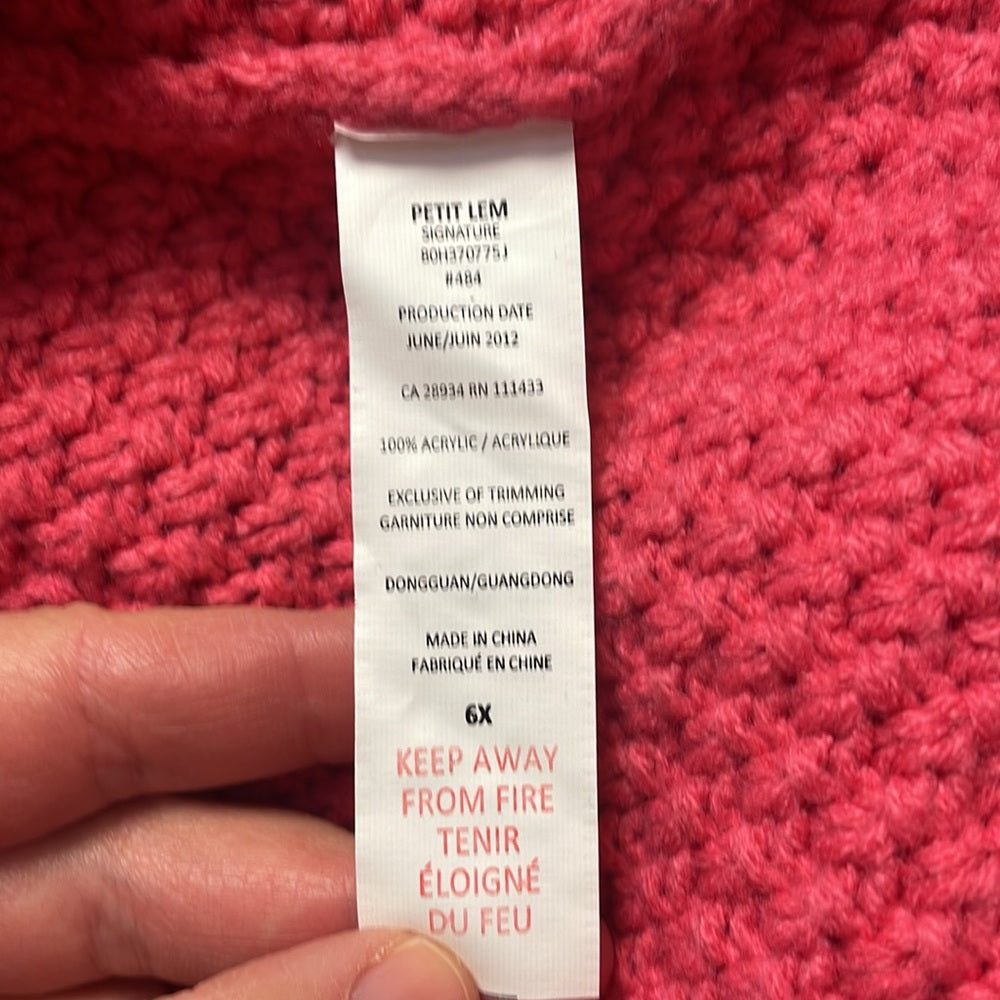 PETIT LEM
SIGNATURE
80H370775J
#484
PRODUCTION DATE
JUNE/JUIN 2012
CA 28934 RN 111433
100% ACRYLIC / ACRYLIQUE
EXCLUSIVE OF TRIMMING
GARNITURE NON COMPRISE
DONGGUAN/GUANGDONG
MADE IN CHINA
FABRIQUÉ EN CHINE
6X
KEEP AWAY
FROM FIRE
TENIR
ÉLOIGNÉ
DU FEU